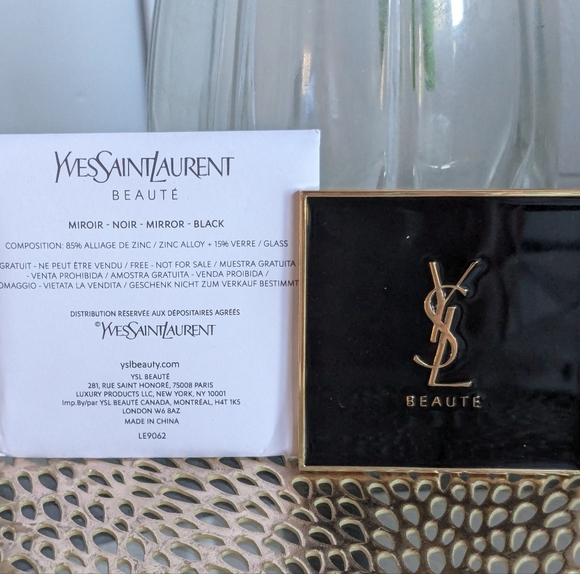 YVESSAINTLAURENT
BEAUTÉ
MIROIR - NOIR - MIRROR - BLACK
COMPOSITION: 85% ALLIAGE DE ZINC / ZINC ALLOY + 15% VERRE / GLASS
GRATUIT - NE PEUT ÊTRE VENDU / FREE - NOT FOR SALE / MUESTRA GRATUITA
- VENTA PROHIBIDA / AMOSTRA GRATUITA - VENDA PROIBIDA /
OMAGGIO - VIETATA LA VENDITA / GESCHENK NICHT ZUM VERKAUF BESTIMMT
DISTRIBUTION RÉSERVÉE AUX DÉPOSITAIRES AGRÉÉS
©YVESSAINTLAURENT
yslbeauty.com
YSL BEAUTÉ
281, RUE SAINT HONORÉ, 75008 PARIS
LUXURY PRODUCTS LLC, NEW YORK, NY 10001
Imp.By/par YSL BEAUTÉ CANADA, MONTRÉAL, H4T 1K5
LONDON W6 8AZ
MADE IN CHINA
LE9062
YSL
BEAUTÉ